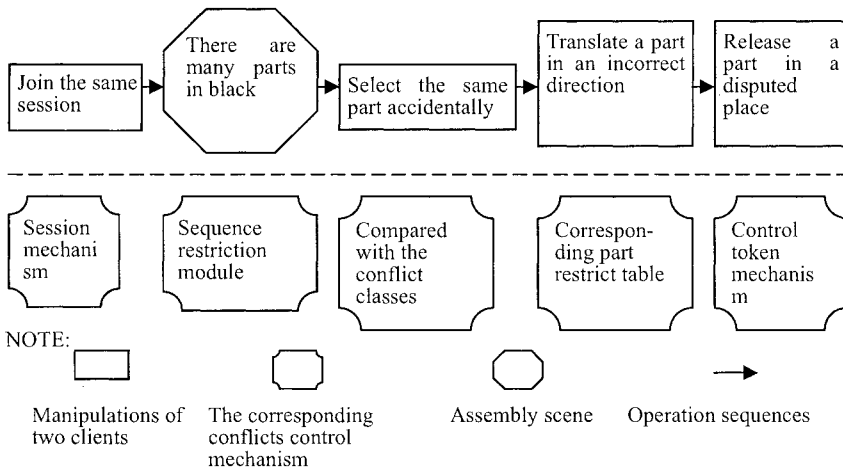 Join the same
session
There are
many parts
in black
Select the same
part accidentally
Translate a part
in an incorrect
direction
Release a
part in a
disputed
place
Session
mechani
sm
Sequence
restriction
module
Compared with the
conflict
classes
Correspon-
ding part
restrict table
Control
token
mechanis
m
NOTE:
Manipulations of
two clients
The corresponding
conflicts control
mechanism
Assembly scene
Operation sequences